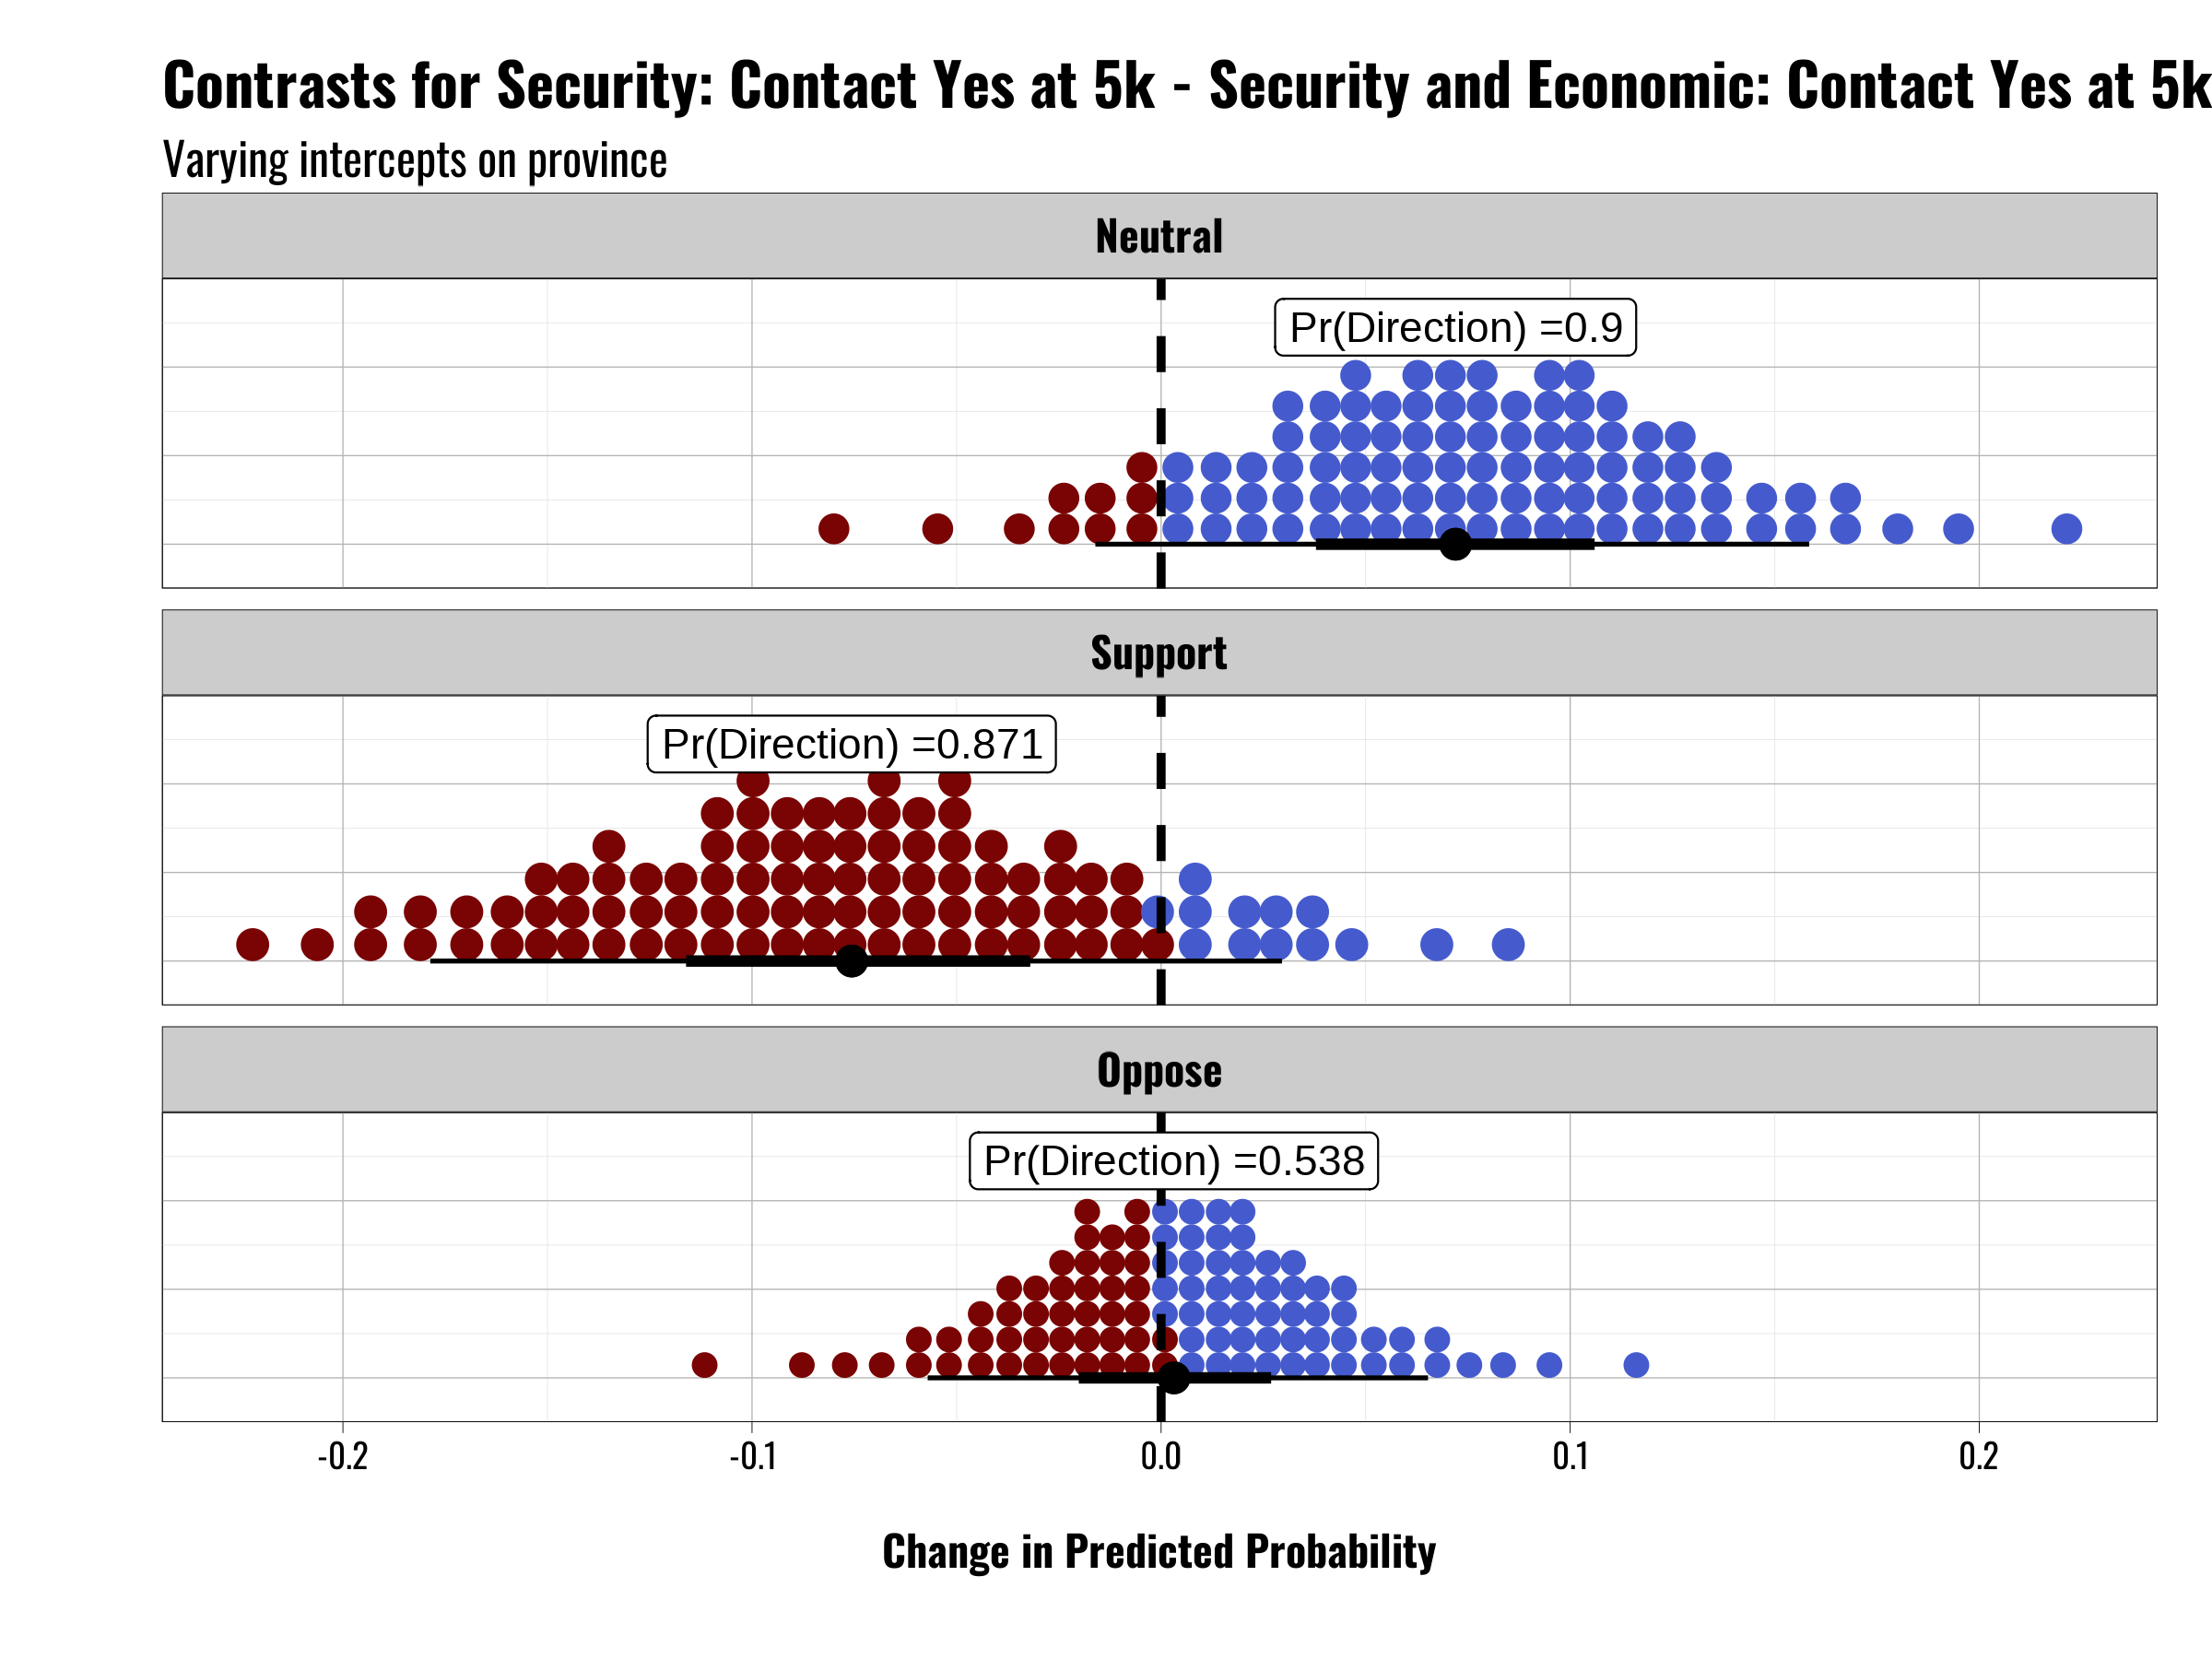 Contrasts for Security: Contact Yes at 5k - Security and Economic: Contact Yes at 5k
Varying intercepts on province
Neutral
Pr(Direction) =0.9
Support
Pr(Direction) =0.871
Oppose
Pr(Direction) =0.538
-0.2 -0.1 0.0 0.1 0.2
Change in Predicted Probability